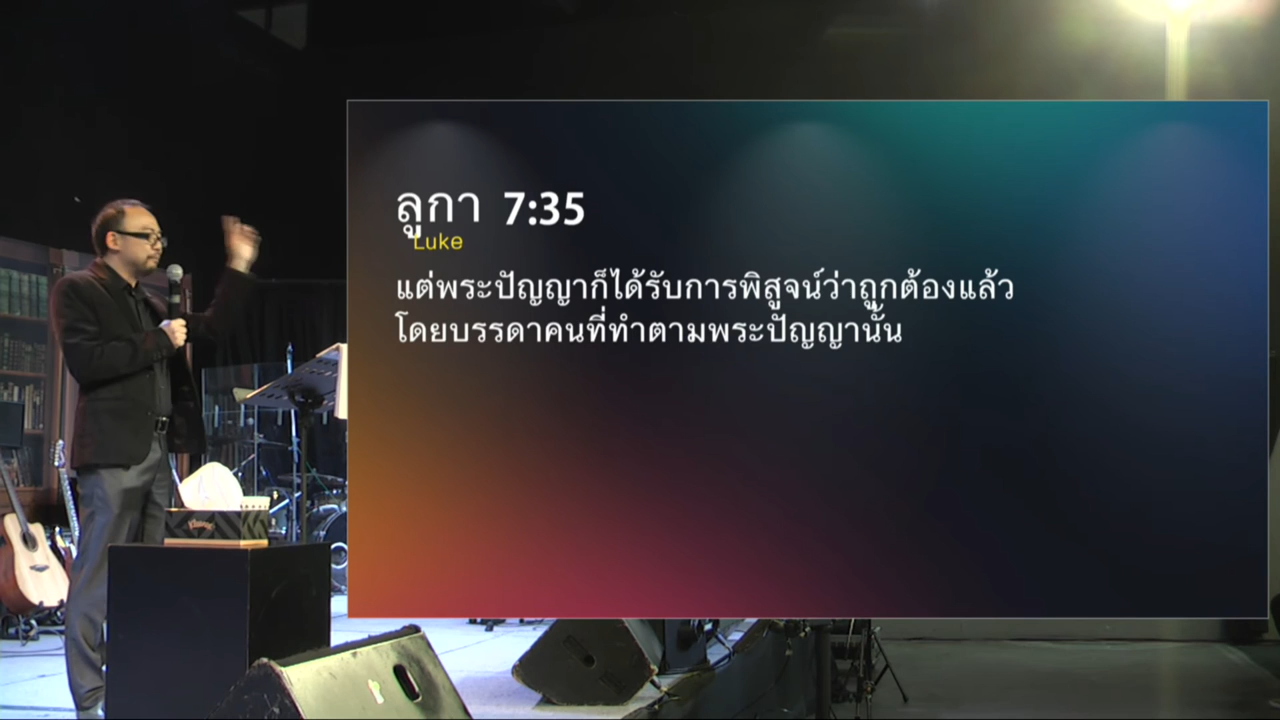 ลูกา 7:35
Luke
แต่พระปัญญาก็ได้รับการพิสูจน์ว่าถูกต้องแล้ว
โดยบรรดาคนที่ทำตามพระปัญญานั้น
Kleenex